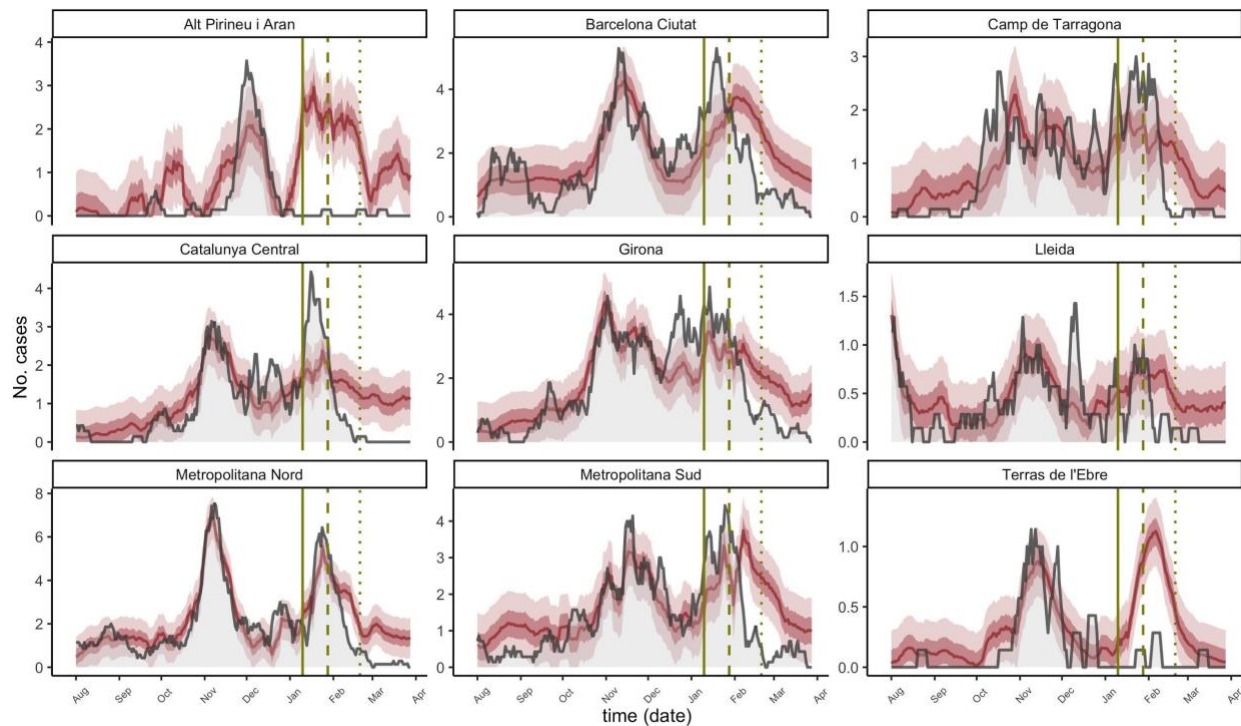 Alt Pirineu i Aran
Barcelona Ciutat
Camp de Tarragona
4
3
2
1
0
4
2
0
3
2
1
0
Catalunya Central
Girona
Lleida
No. cases
4
3
2
1
0
4
2
0
1.5
1.0
0.5
0.0
Metropolitana Nord
Metropolitana Sud
Terras de l'Ebre
8
6
4
2
0
4
3
2
1
0
1.0
0.5
0.0
Aug Sep Oct Nov Dec Jan Feb Mar Apr
Aug Sep Oct Nov Dec Jan Feb Mar Apr
Aug Sep Oct Nov Dec Jan Feb Mar Apr
time (date)